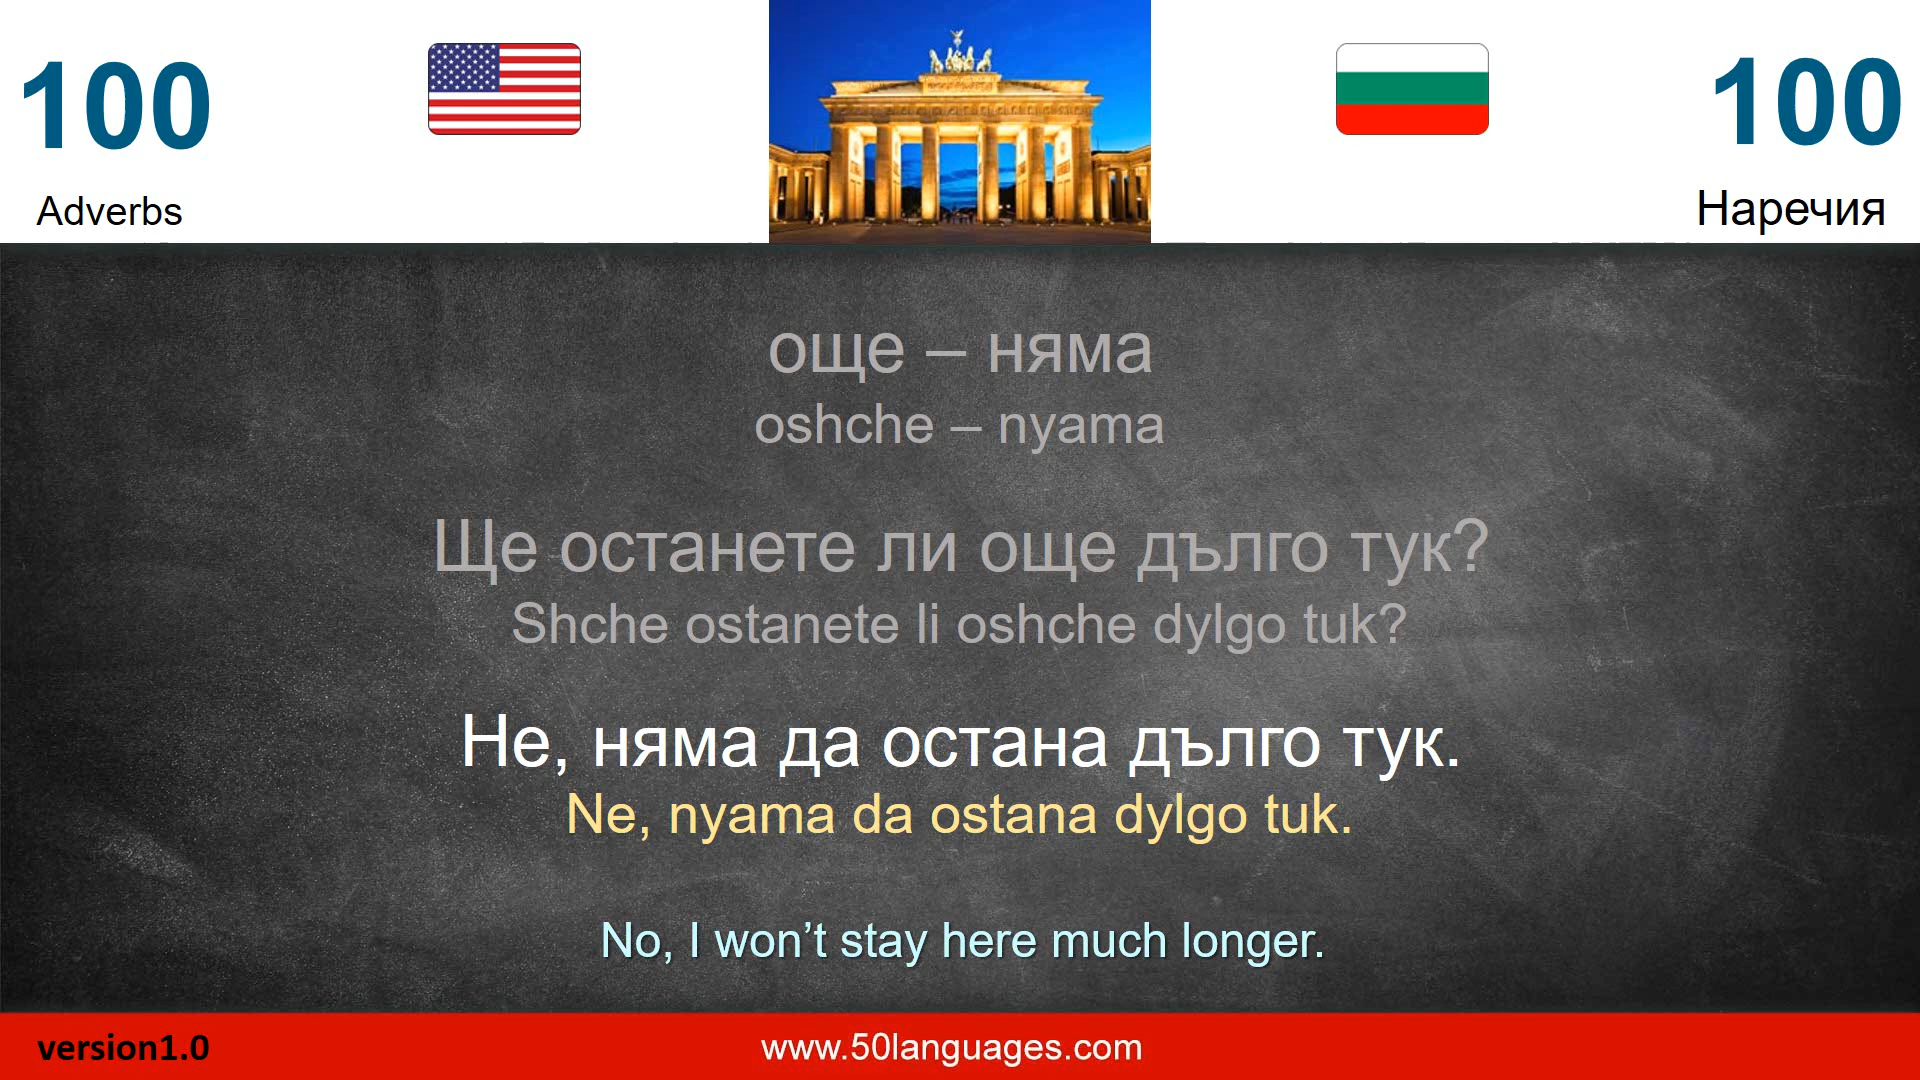 100
100
Adverbs
Наречия
още – няма
oshche – nyama
Ще останете ли още дълго тук?
Shche ostanete li oshche dylgo tuk?
Не, няма да остана дълго тук.
Ne, nyama da ostana dylgo tuk.
No, I won’t stay here much longer.
version1.0
www.50languages.com